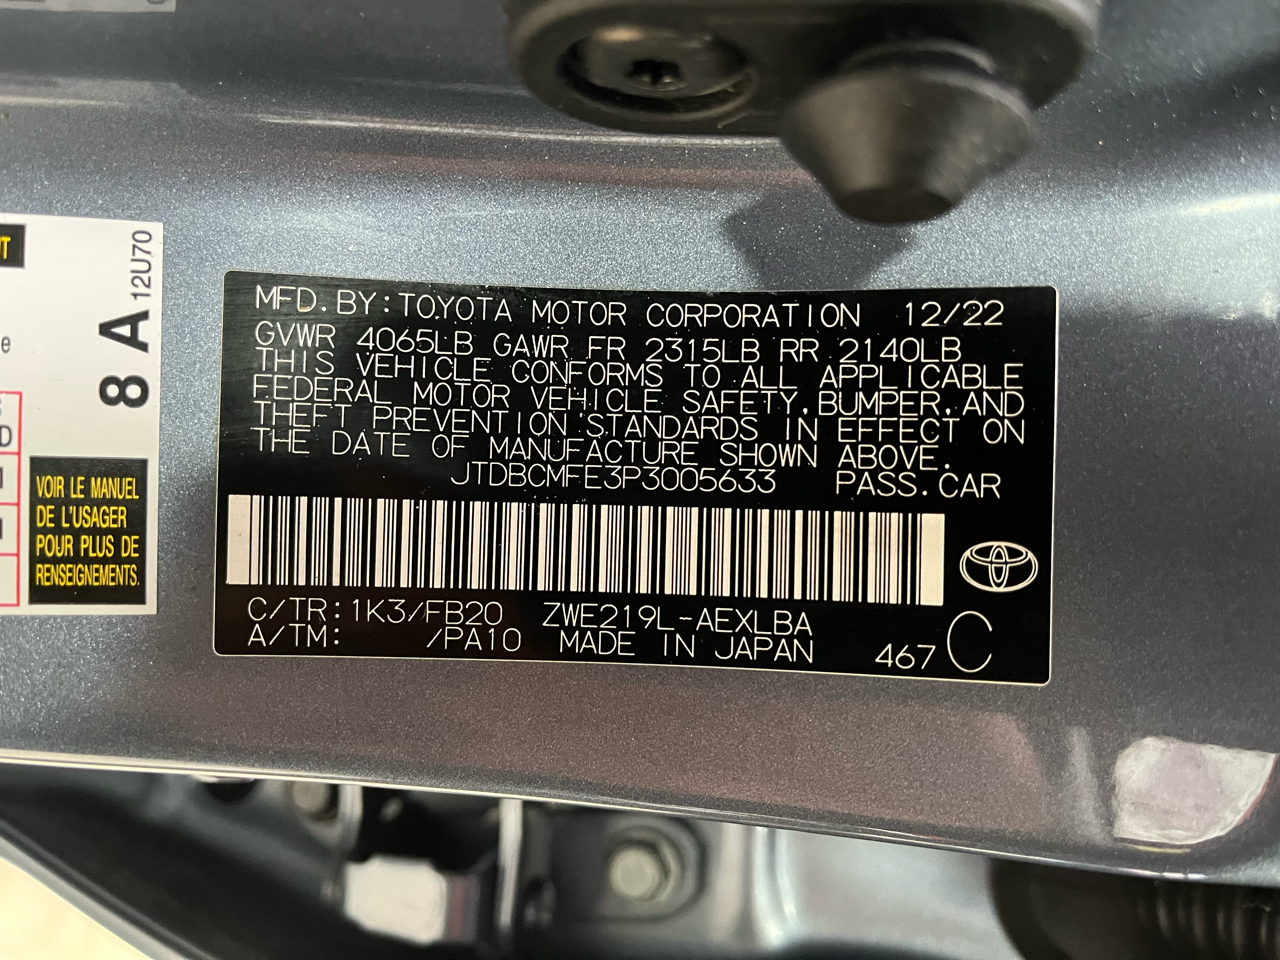 8 A 12U70
VOIR LE MANUEL
DE L'USAGER
POUR PLUS DE
RENSEIGNEMENTS.
MFD. BY: TOYOTA MOTOR CORPORATION 12/22
GVWR 4065LB GAWR FR 2315LB RR 2140LB
THIS VEHICLE CONFORMS TO ALL APPLICABLE
FEDERAL MOTOR VEHICLE SAFETY, BUMPER, AND
THEFT PREVENTION STANDARDS IN EFFECT ON
THE DATE OF MANUFACTURE SHOWN ABOVE.
JTDBCMFE3P3005633 PASS. CAR
C/TR: 1K3/FB20 ZWE219L-AEXLBA
A/TM: /PA10 MADE IN JAPAN 467 C